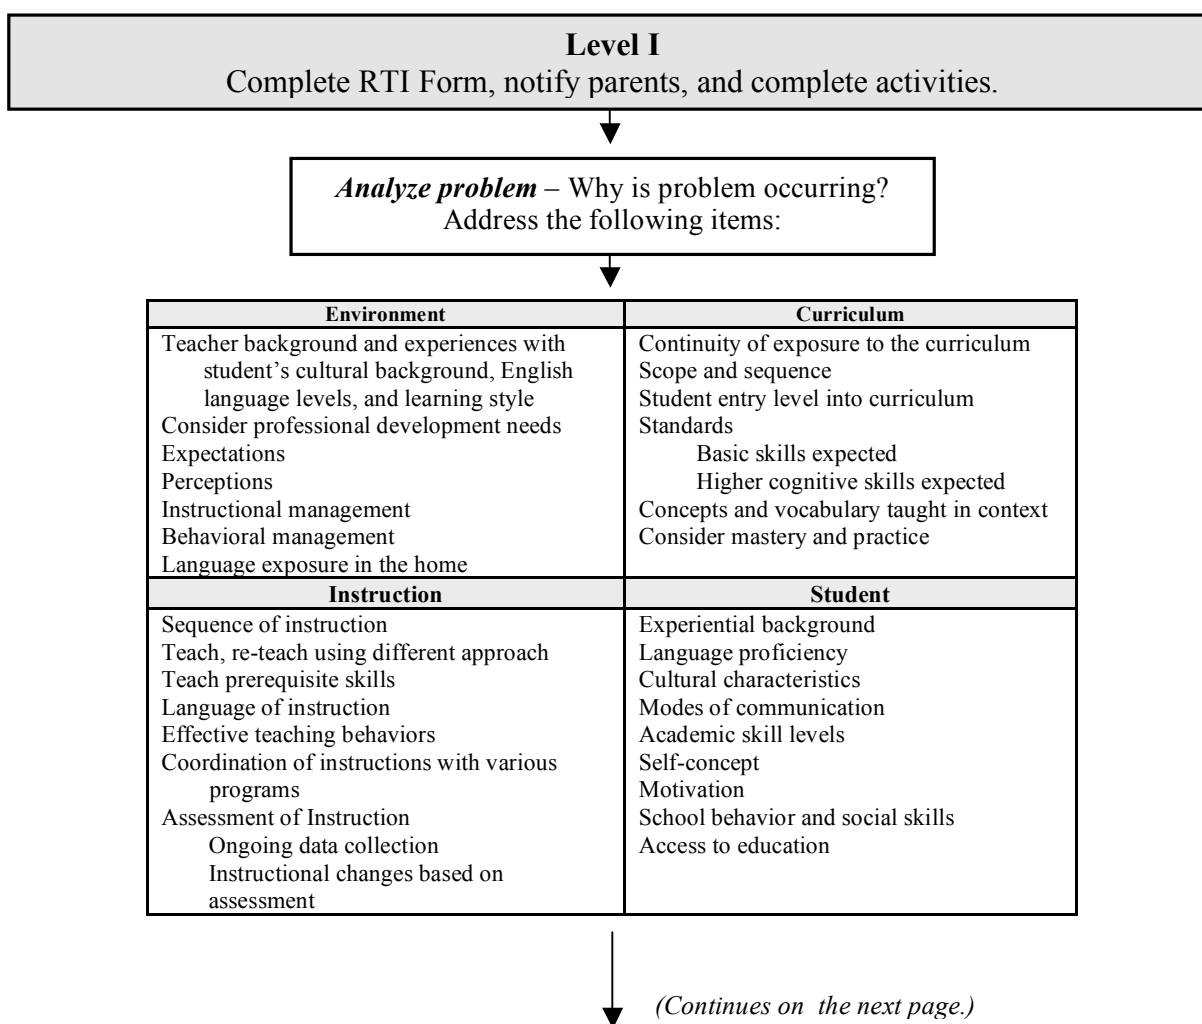 Level I
Complete RTI Form, notify parents, and complete activities.
Analyze problem – Why is problem occurring?
Address the following items:
Environment
Teacher background and experiences with
student’s cultural background, English
language levels, and learning style
Consider professional development needs
Expectations
Perceptions
Instructional management
Behavioral management
Language exposure in the home
Curriculum
Continuity of exposure to the curriculum
Scope and sequence
Student entry level into curriculum
Standards
Basic skills expected
Higher cognitive skills expected
Concepts and vocabulary taught in context
Consider mastery and practice
Instruction
Sequence of instruction
Teach, re-teach using different approach
Teach prerequisite skills
Language of instruction
Effective teaching behaviors
Coordination of instructions with various
programs
Assessment of Instruction
Ongoing data collection
Instructional changes based on
assessment
Student
Experiential background
Language proficiency
Cultural characteristics
Modes of communication
Academic skill levels
Self-concept
Motivation
School behavior and social skills
Access to education
(Continues on the next page.)